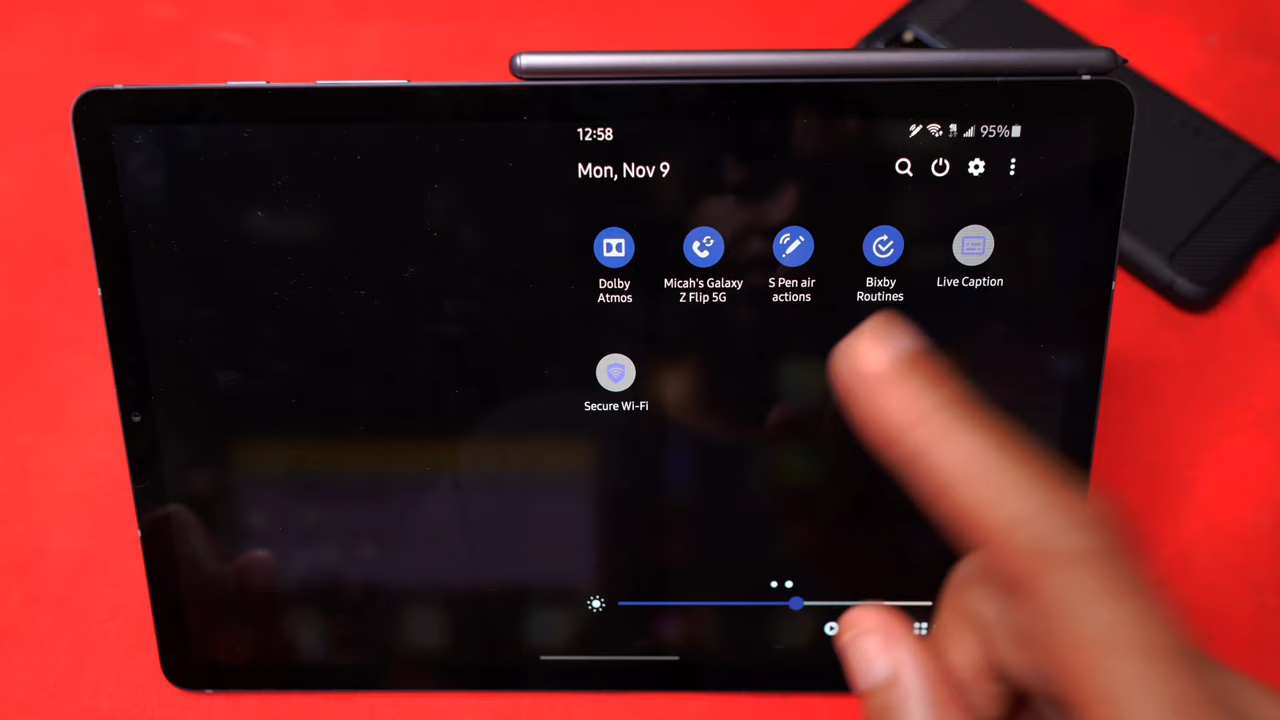 12:58
95%
Mon, Nov 9
Dolby
Atmos
Micah's Galaxy
Z Flip 5G
S Pen air
actions
Bixby
Routines
Live Caption
Secure Wi-Fi